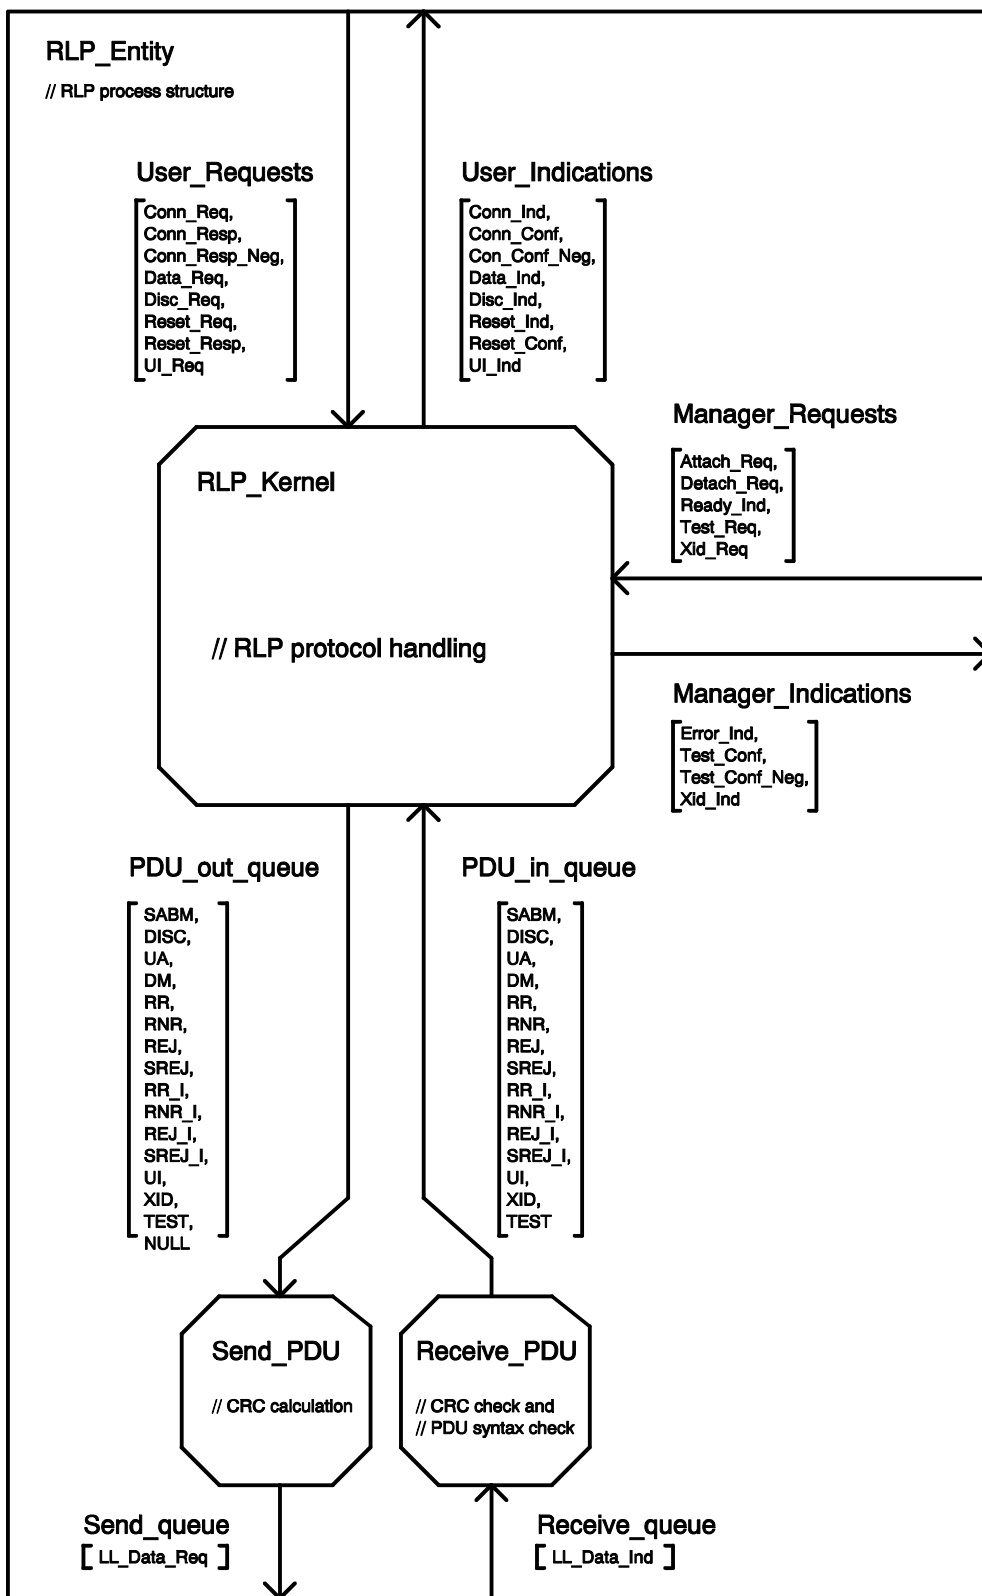 RLP_Entity
// RLP process structure
User_Requests
Conn_Req,
Conn_Resp,
Conn_Resp_Neg,
Data_Req,
Disc_Req,
Reset_Req,
Reset_Resp,
UI_Req
User_Indications
Conn_Ind,
Conn_Conf,
Con_Conf_Neg,
Data_Ind,
Disc_Ind,
Reset_Ind,
Reset_Conf,
UI_Ind
Manager_Requests
Attach_Req,
Detach_Req,
Ready_Ind,
Test_Req,
Xid_Req
RLP_Kernel
// RLP protocol handling
Manager_Indications
Error_Ind,
Test_Conf,
Test_Conf_Neg,
Xid_Ind
PDU_out_queue
SABM,
DISC,
UA,
DM,
RR,
RNR,
REJ,
SREJ,
RR_I,
RNR_I,
REJ_I,
SREJ_I,
UI,
XID,
TEST,
NULL
PDU_in_queue
SABM,
DISC,
UA,
DM,
RR,
RNR,
REJ,
SREJ,
RR_I,
RNR_I,
REJ_I,
SREJ_I,
UI,
XID,
TEST
Send_PDU
// CRC calculation
Receive_PDU
// CRC check and
// PDU syntax check
Send_queue
[ LL_Data_Req ]
Receive_queue
[ LL_Data_Ind ]